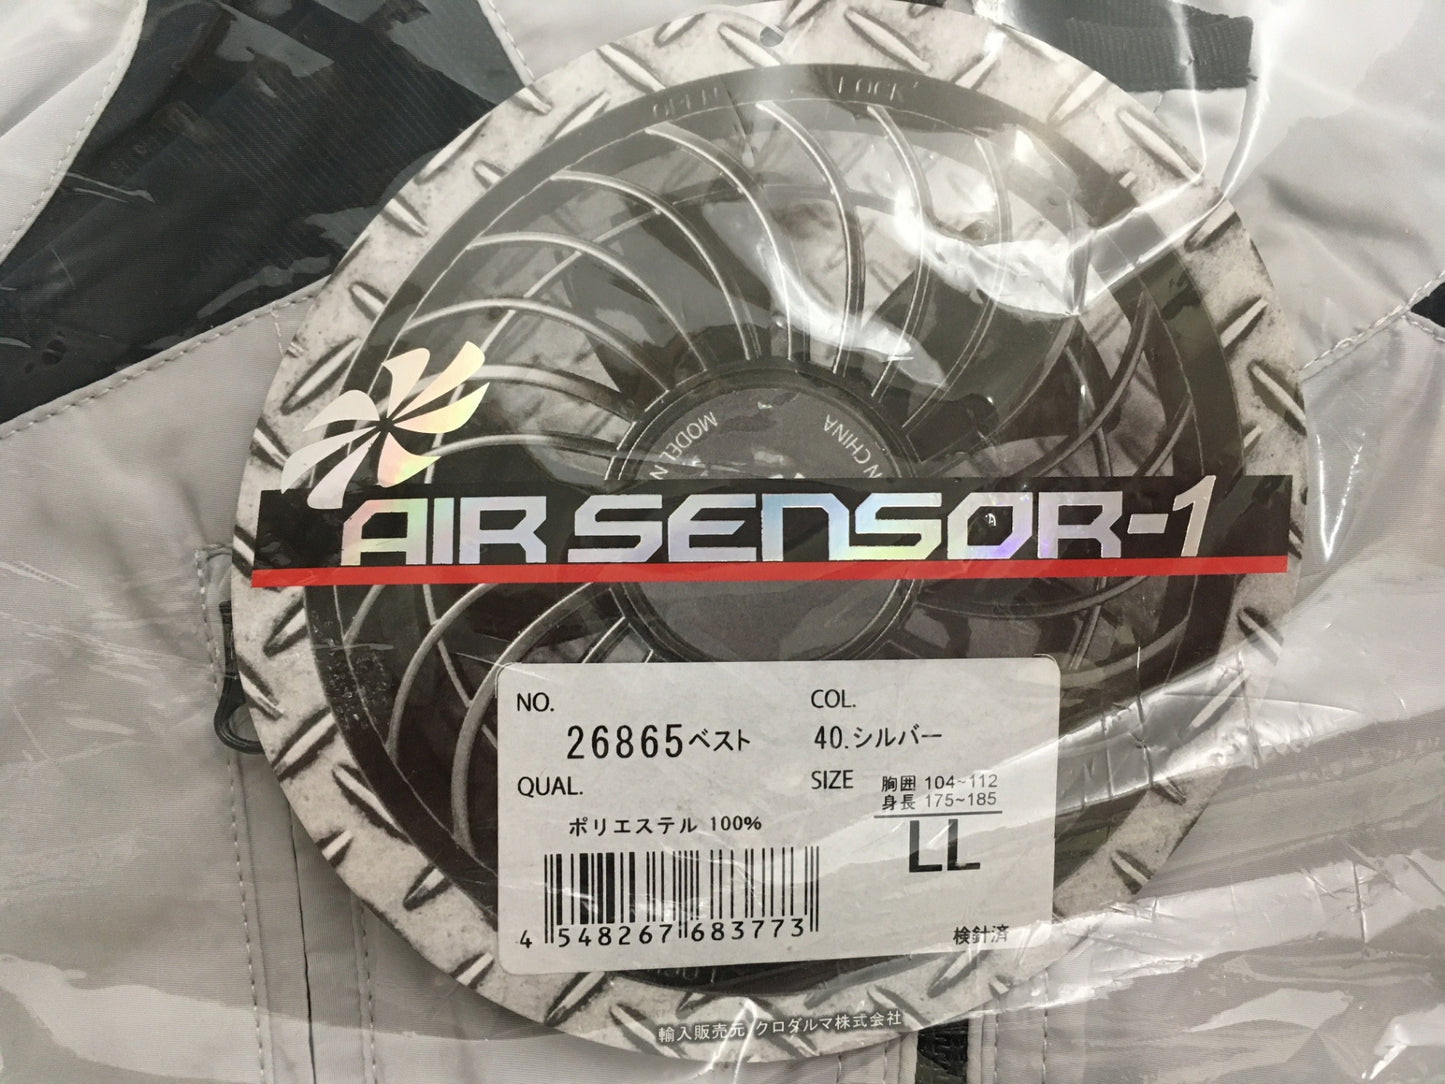 OPEN
LOCK
MODEL N
N CHINA
AIR SENSOR-1
NO.
26865ベスト
COL.
40.シルバー
QUAL.
ポリエステル 100%
SIZE
胸囲 104~112
身長 175~185
LL
4 548267 683773
検針済
輸入販売元 クロダルマ株式会社